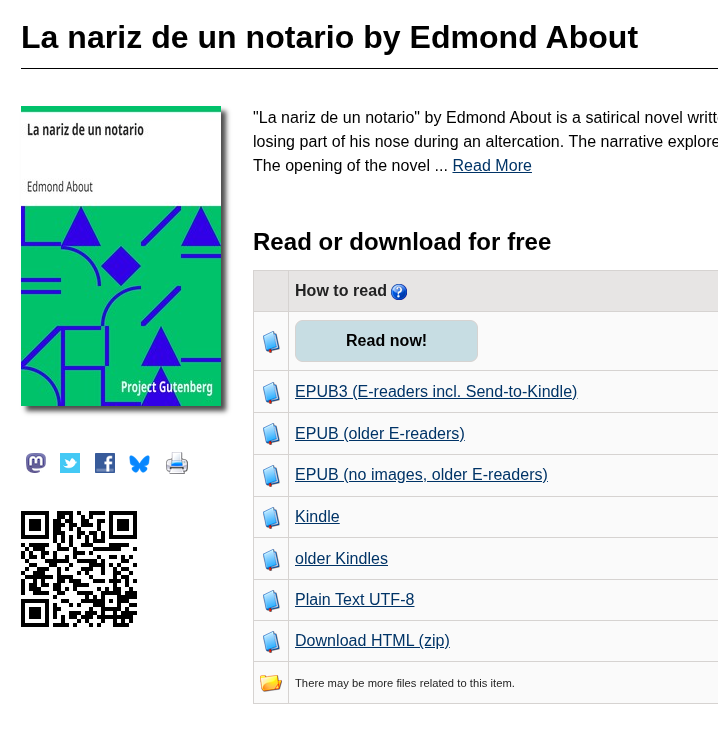 La nariz de un notario by Edmond About
La nariz de un notario
Edmond About
Project Gutenberg
"La nariz de un notario" by Edmond About is a satirical novel
losing part of his nose during an altercation. The narrative
The opening of the novel ... Read More
Read or download for free
How to read
Read now!
EPUB3 (E-readers incl. Send-to-Kindle)
EPUB (older E-readers)
EPUB (no images, older E-readers)
Kindle
older Kindles
Plain Text UTF-8
Download HTML (zip)
There may be more files related to this item.